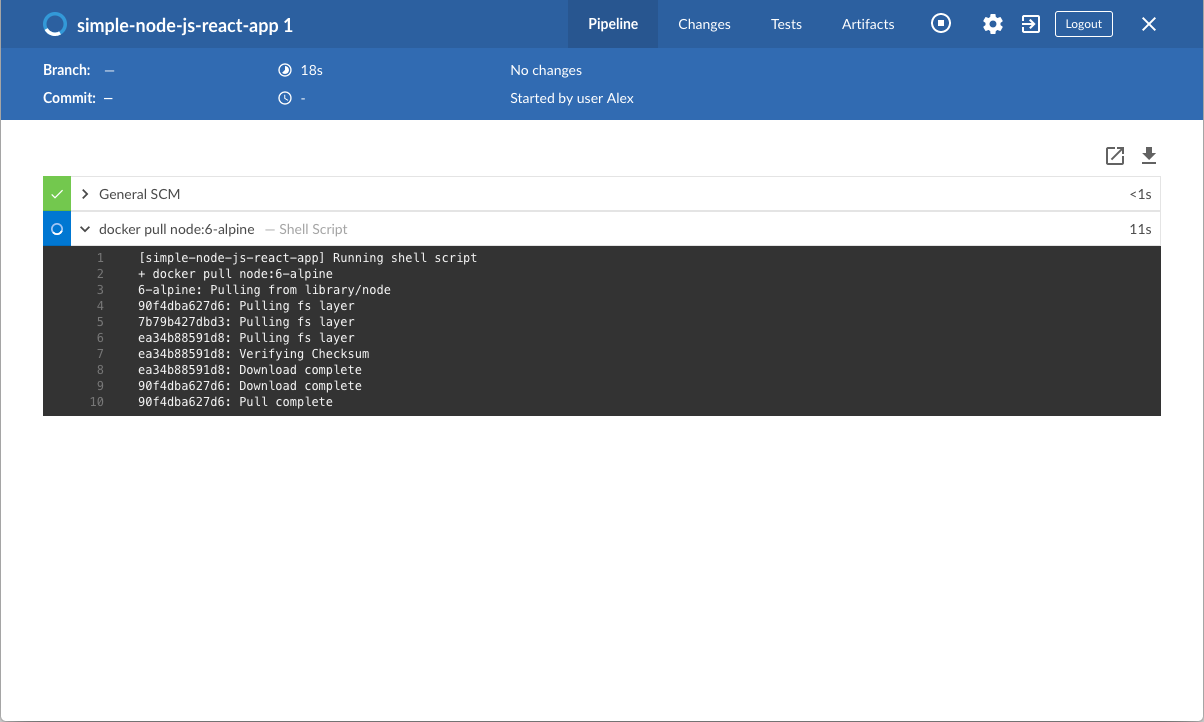 simple-node-js-react-app 1
Pipeline
Changes
Tests
Artifacts
Logout
Branch: —
18s
No changes
Commit: —
-
Started by user Alex
General SCM
<1s
docker pull node:6-alpine — Shell Script
11s
1 [simple-node-js-react-app] Running shell script
2 + docker pull node:6-alpine
3 6-alpine: Pulling from library/node
4 90f4dba627d6: Pulling fs layer
5 7b79b427dbd3: Pulling fs layer
6 ea34b88591d8: Pulling fs layer
7 ea34b88591d8: Verifying Checksum
8 ea34b88591d8: Download complete
9 90f4dba627d6: Download complete
10 90f4dba627d6: Pull complete